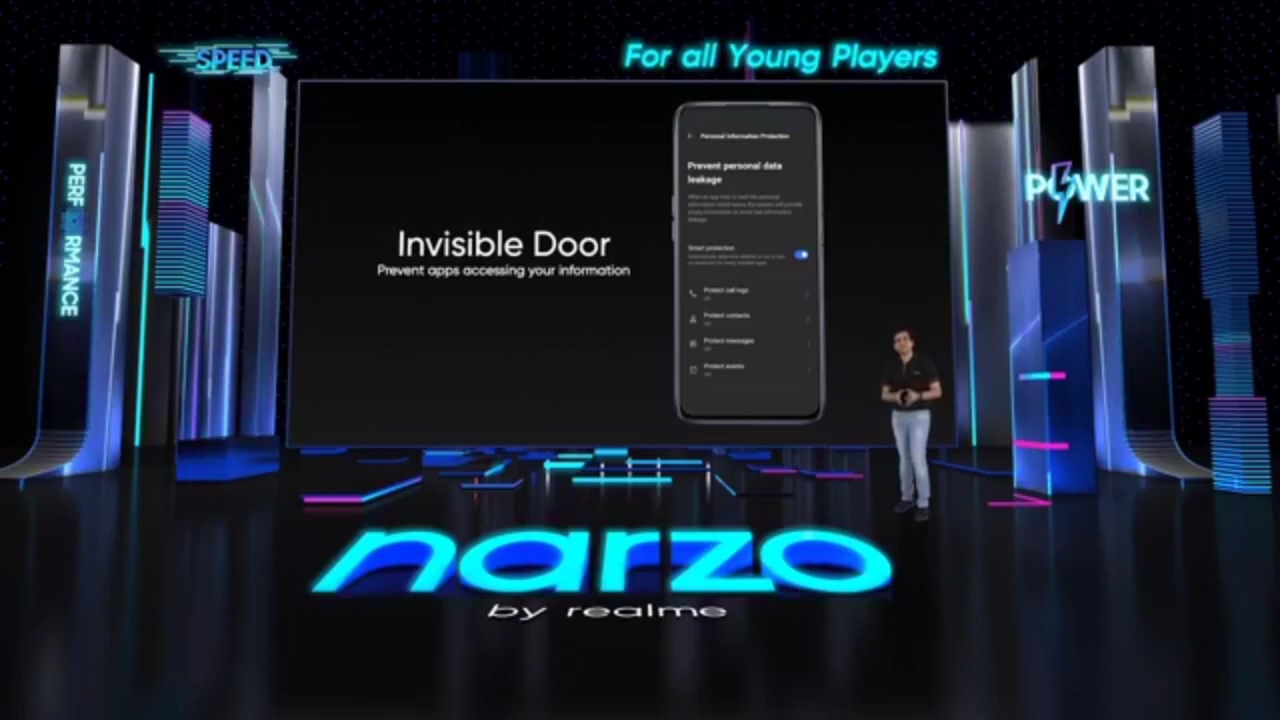 SPEED
For all Young Players
PERFORMANCE
POWER
Invisible Door
Prevent apps accessing your information
Personal Information Protection
Prevent personal data
leakage
Smart protection
Protect call logs
Protect contacts
Protect messages
Protect events
narzo
by realme